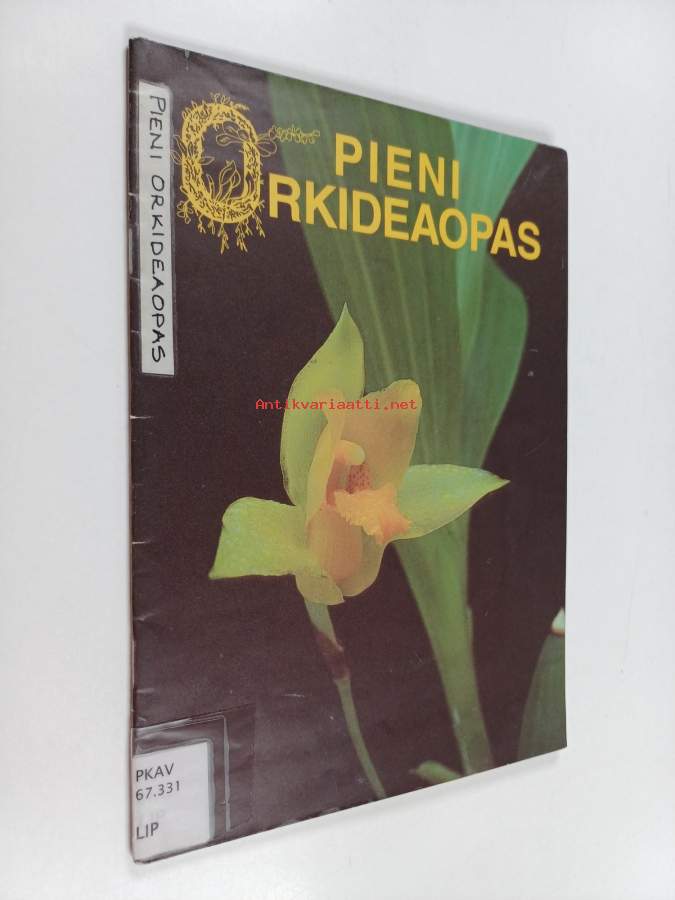 PIENI
ORKIDEAOPAS
PIENI ORKIDEAOPAS
Antikvariaatti.net
PKAV
67.331
LIP